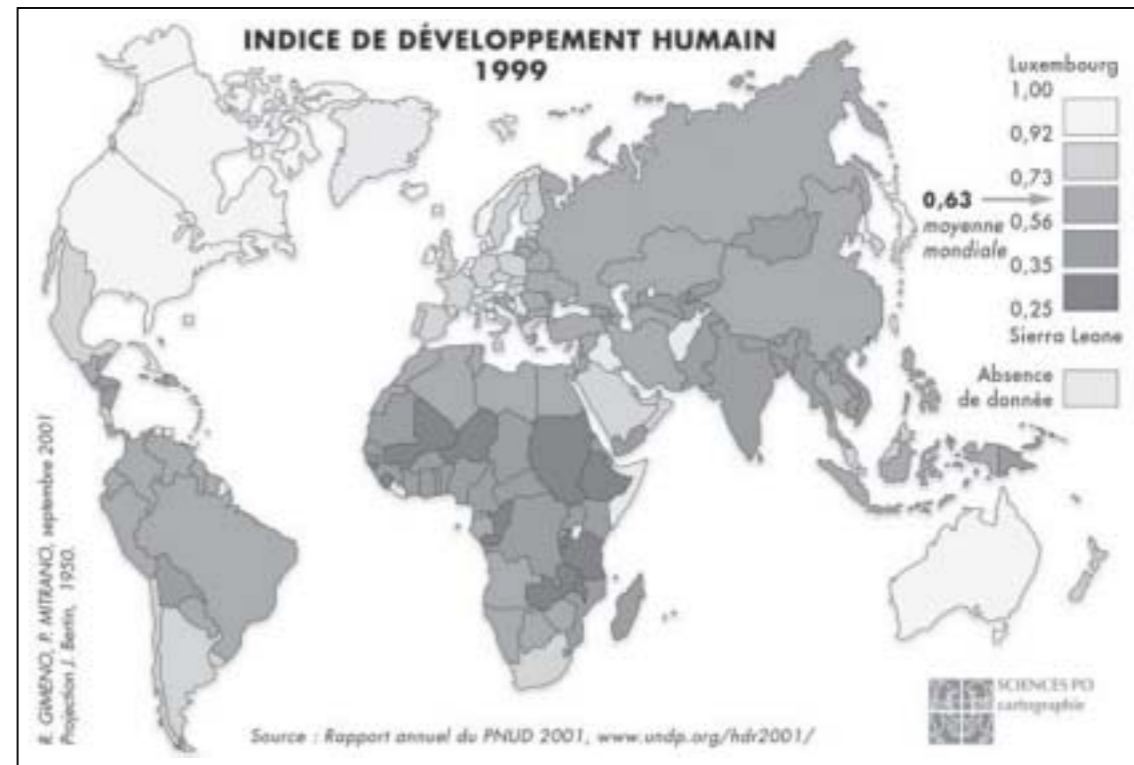 INDICE DE DÉVELOPPEMENT HUMAIN
1999
Luxembourg
1,00
0,92
0,73
0,63
moyenne
mondiale
0,56
0,35
0,25
Sierra Leone
Absence
de donnée
R. GIMENO, P. MITRANO, septembre 2001
Projection J. Bertin, 1950.
Source : Rapport annuel du PNUD 2001, www.undp.org/hdr2001/
SCIENCES PO
cartographie